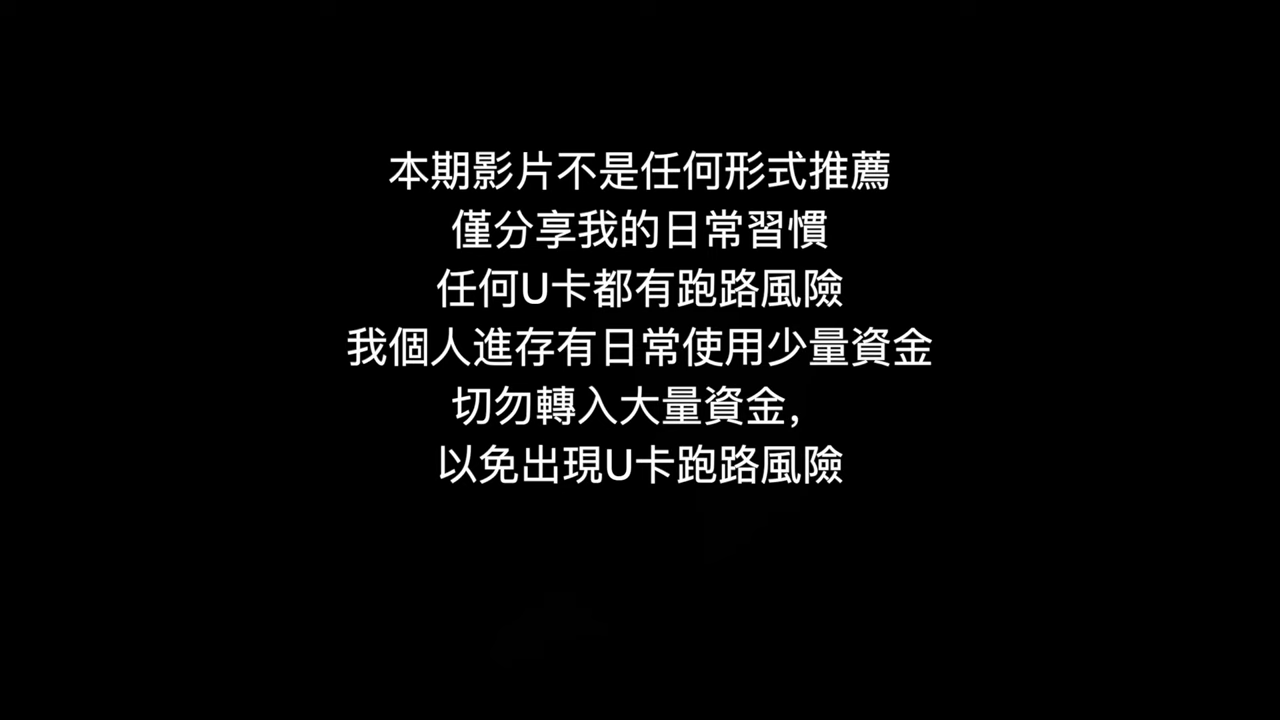 本期影片不是任何形式推薦
僅分享我的日常習慣
任何U卡都有跑路風險
我個人進存有日常使用少量資金
切勿轉入大量資金，
以免出現U卡跑路風險